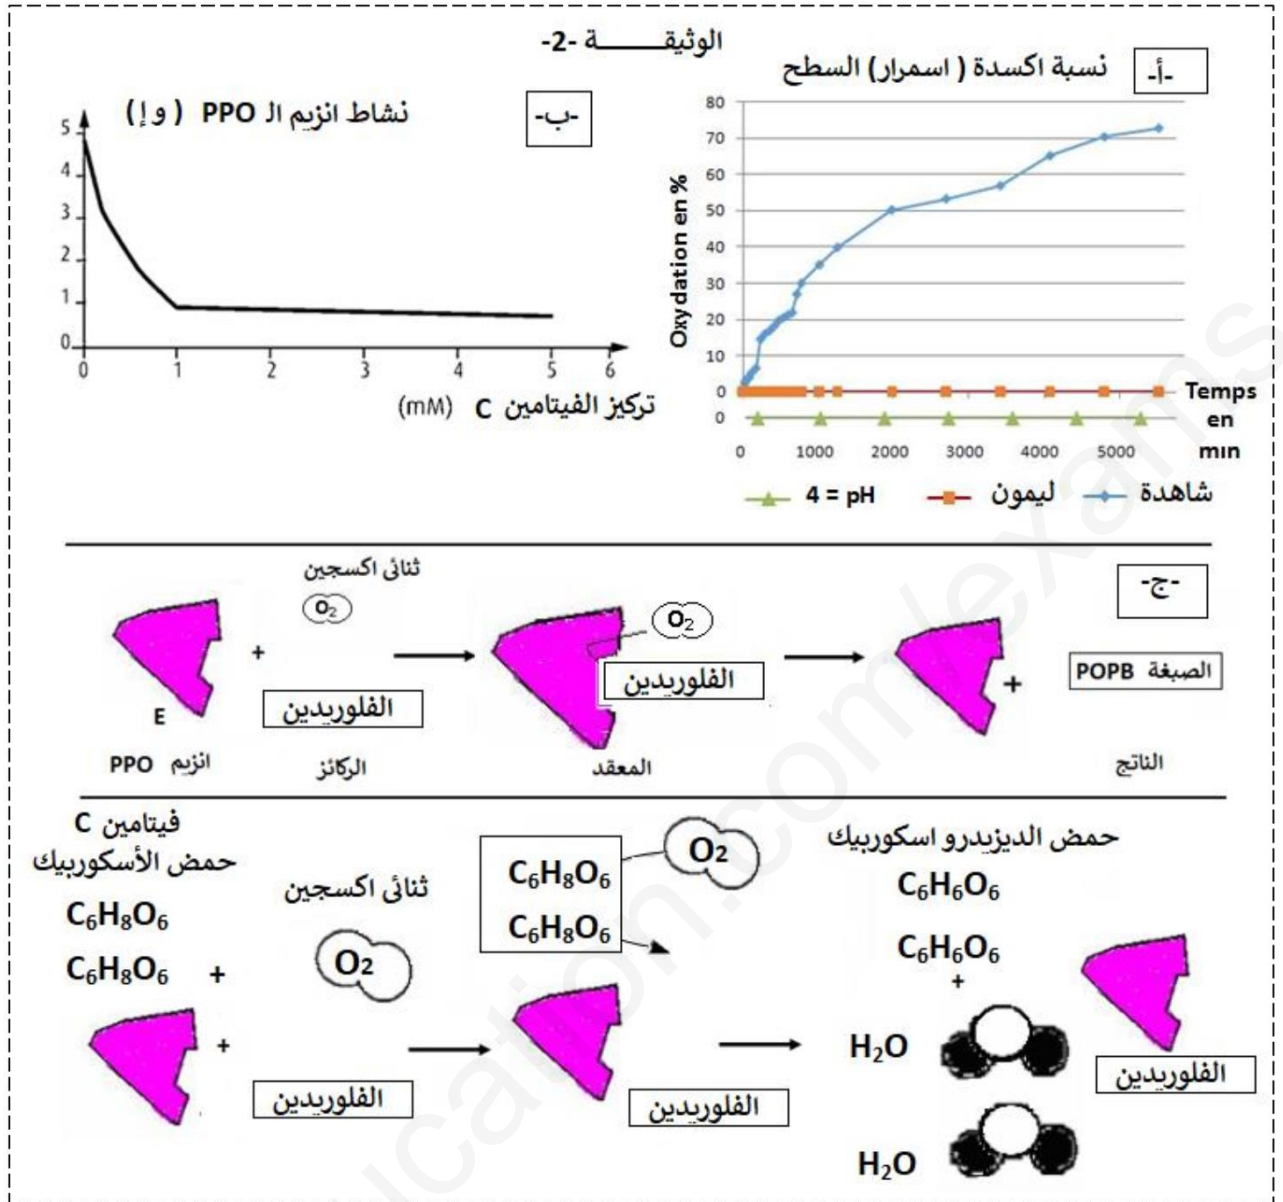 الوثيقـــــــة -2-
-أ-
نسبة اكسدة ( اسمرار) السطح
Oxydation en %
80
70
60
50
40
30
20
10
0
0
0 1000 2000 3000 4000 5000
Temps
en
min
شاهدة
ليمون
4 = pH
-ب-
نشاط انزيم الـ PPO ( و إ )
5
4
3
2
1
0
0 1 2 3 4 5 6
تركيز الفيتامين C (mM)
-ج-
ثنائى اكسجين
O2
+
الفلوريدين
E
انزيم PPO
الركائز
O2
الفلوريدين
المعقد
+
الصبغة POPB
الناتج
فيتامين C
حمض الأسكوربيك
C6H8O6
C6H8O6 +
+
ثنائى اكسجين
O2
الفلوريدين
C6H8O6
C6H8O6
O2
الفلوريدين
حمض الديزيدرو اسكوربيك
C6H6O6
C6H6O6
+
H2O
H2O
الفلوريدين